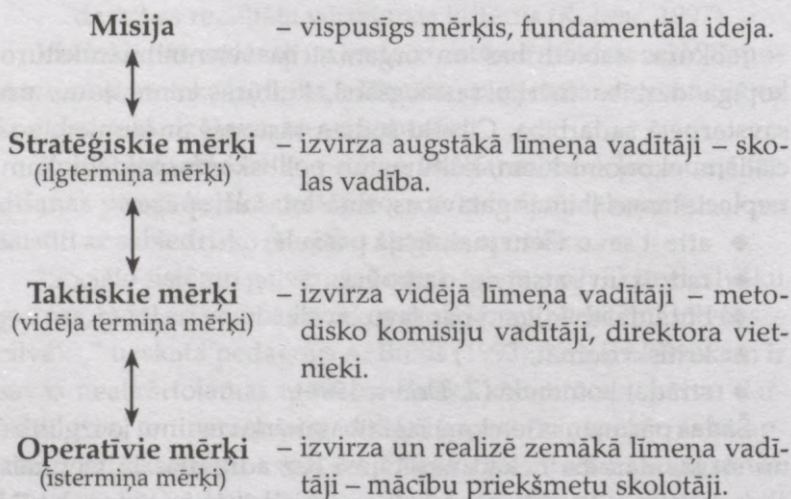 Misija – vispusīgs mērķis, fundamentāla ideja.
Stratēģiskie mērķi – izvirza augstākā līmeņa vadītāji – sko-
(ilgtermiņa mērķi) las vadība.
Taktiskie mērķi – izvirza vidējā līmeņa vadītāji – meto-
(vidēja termiņa mērķi) disko komisiju vadītāji, direktora viet-
nieki.
Operatīvie mērķi – izvirza un realizē zemākā līmeņa vadī-
(īstermiņa mērķi) tāji – mācību priekšmetu skolotāji.